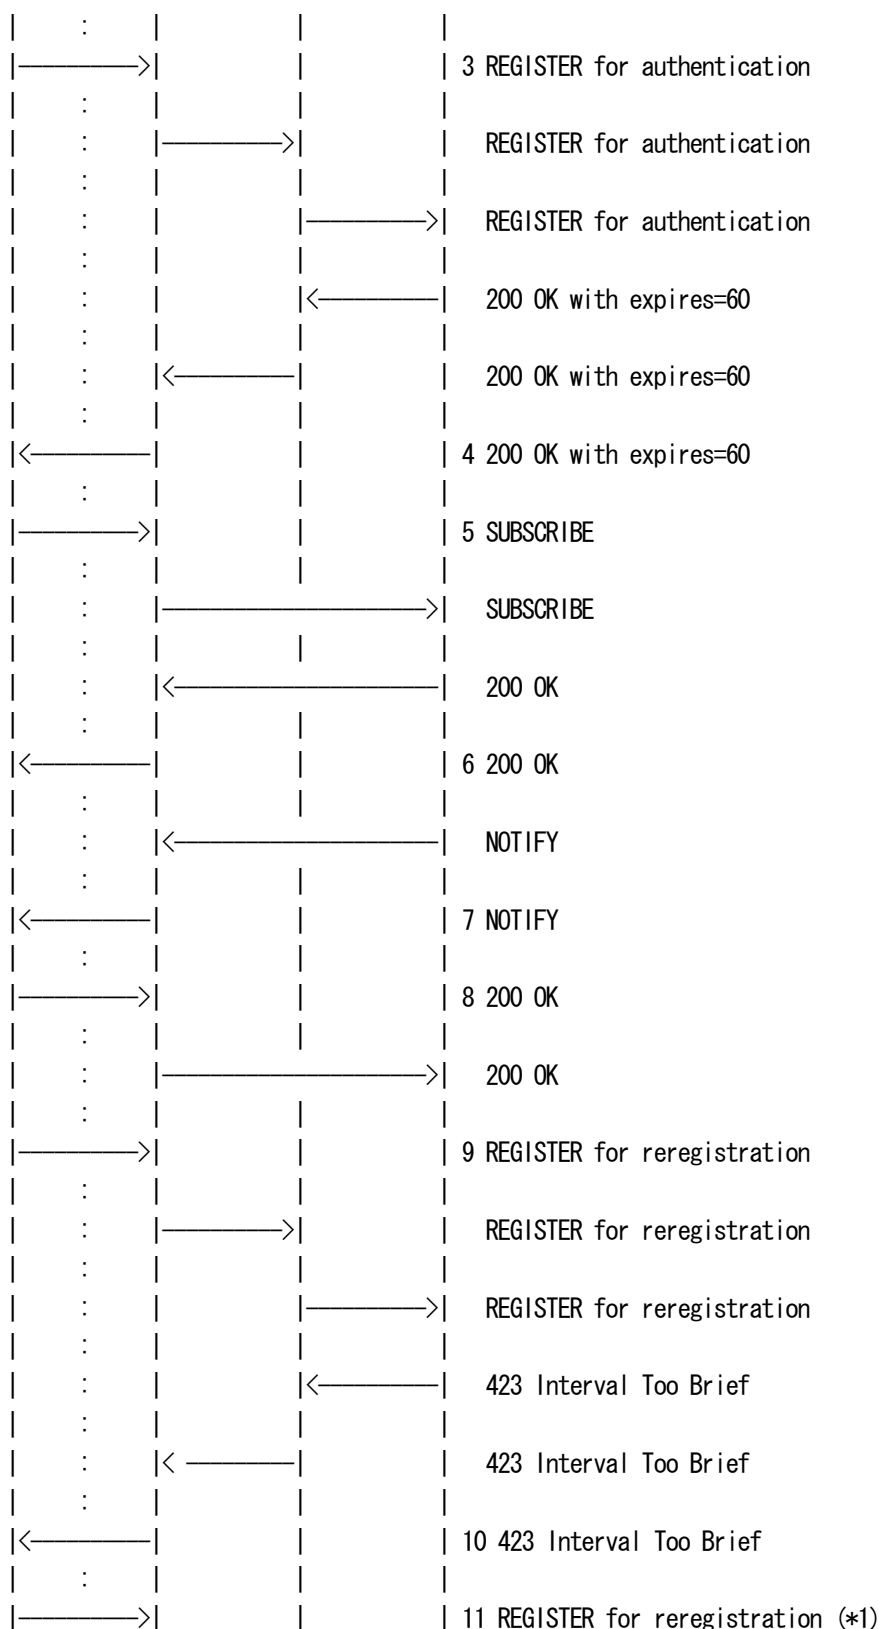 3 REGISTER for authentication
REGISTER for authentication
REGISTER for authentication
200 OK with expires=60
200 OK with expires=60
4 200 OK with expires=60
5 SUBSCRIBE
SUBSCRIBE
200 OK
6 200 OK
NOTIFY
7 NOTIFY
8 200 OK
200 OK
9 REGISTER for reregistration
REGISTER for reregistration
REGISTER for reregistration
423 Interval Too Brief
423 Interval Too Brief
10 423 Interval Too Brief
11 REGISTER for reregistration (*1)